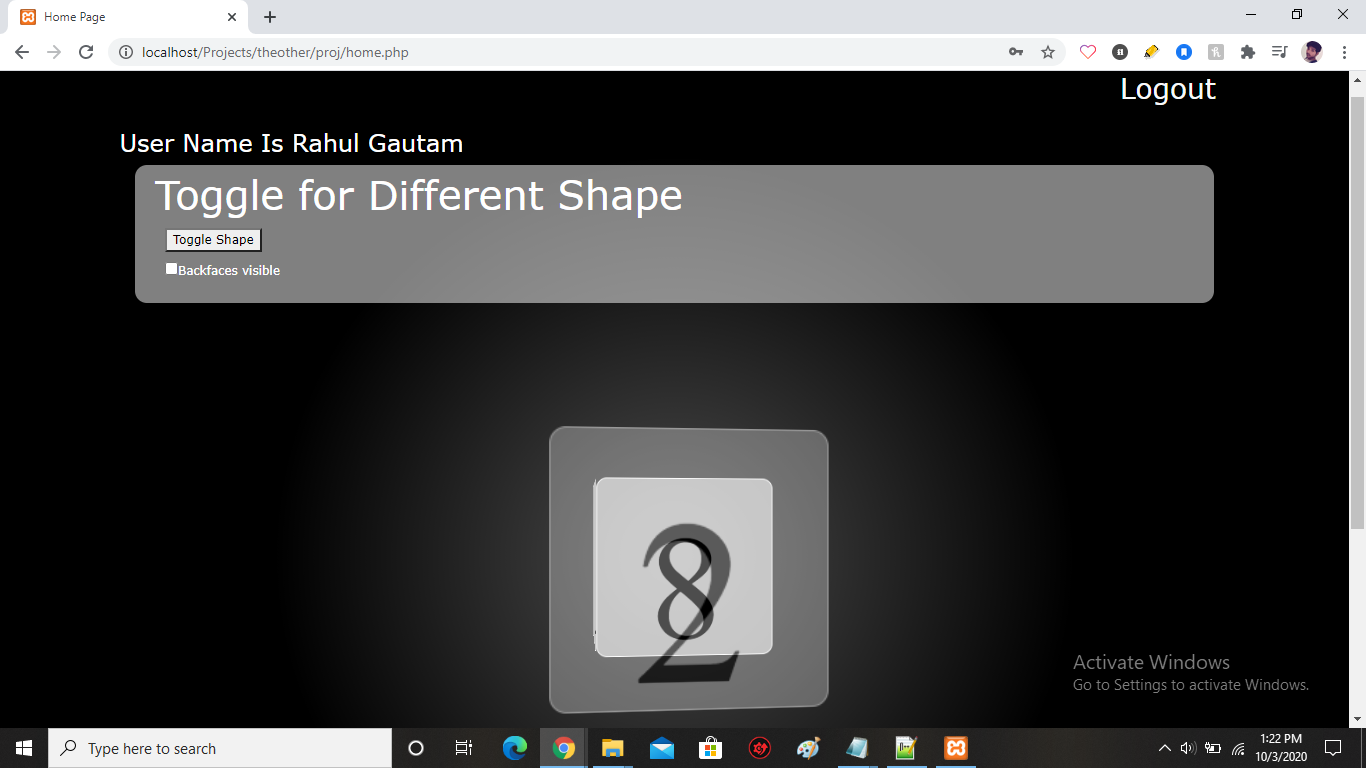 Home Page
localhost/Projects/theother/proj/home.php
Logout
User Name Is Rahul Gautam
Toggle for Different Shape
Toggle Shape
Backfaces visible
8
2
Activate Windows
Go to Settings to activate Windows.
Type here to search
1:22 PM
10/3/2020